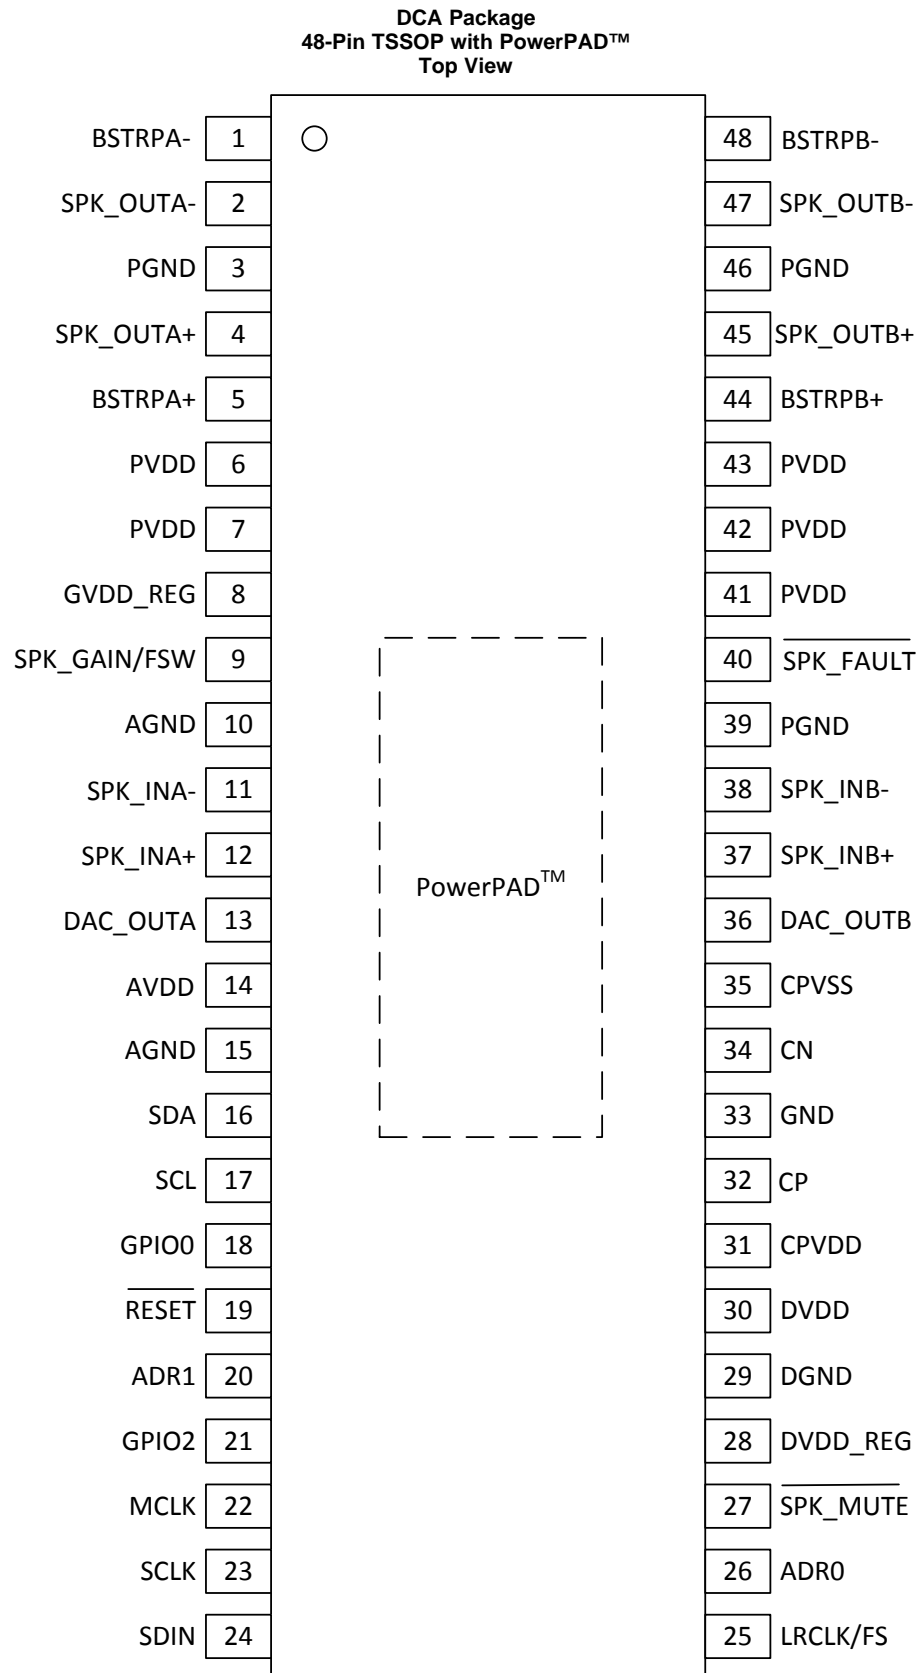 DCA Package
48-Pin TSSOP with PowerPAD™
Top View
BSTRPA- 1 48 BSTRPB-
SPK_OUTA- 2 47 SPK_OUTB-
PGND 3 46 PGND
SPK_OUTA+ 4 45 SPK_OUTB+
BSTRPA+ 5 44 BSTRPB+
PVDD 6 43 PVDD
PVDD 7 42 PVDD
GVDD_REG 8 41 PVDD
SPK_GAIN/FSW 9 40 SPK_FAULT
AGND 10 39 PGND
SPK_INA- 11 38 SPK_INB-
SPK_INA+ 12 37 SPK_INB+
PowerPAD™
DAC_OUTA 13 36 DAC_OUTB
AVDD 14 35 CPVSS
AGND 15 34 CN
SDA 16 33 GND
SCL 17 32 CP
GPIO0 18 31 CPVDD
RESET 19 30 DVDD
ADR1 20 29 DGND
GPIO2 21 28 DVDD_REG
MCLK 22 27 SPK_MUTE
SCLK 23 26 ADR0
SDIN 24 25 LRCLK/FS